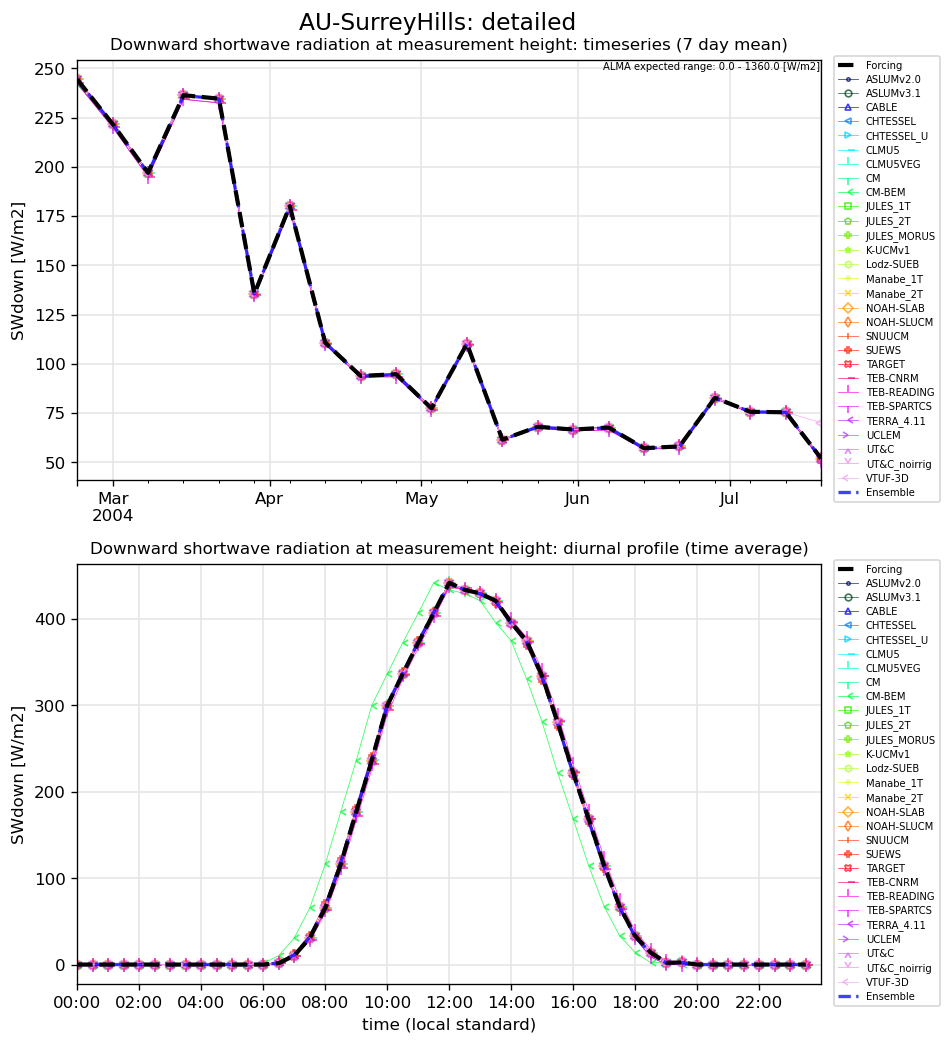 AU-SurreyHills: detailed
Downward shortwave radiation at measurement height: timeseries (7 day mean)
ALMA expected range: 0.0 - 1360.0 [W/m2]
SWdown [W/m2]
250
225
200
175
150
125
100
75
50
Mar
2004
Apr
May
Jun
Jul
Forcing
ASLUMv2.0
ASLUMv3.1
CABLE
CHTESSEL
CHTESSEL_U
CLMU5
CLMU5VEG
CM
CM-BEM
JULES_1T
JULES_2T
JULES_MORUS
K-UCMv1
Lodz-SUEB
Manabe_1T
Manabe_2T
NOAH-SLAB
NOAH-SLUCM
SNUUCM
SUEWS
TARGET
TEB-CNRM
TEB-READING
TEB-SPARTCS
TERRA_4.11
UCLEM
UT&C
UT&C_noirrig
VTUF-3D
Ensemble
Downward shortwave radiation at measurement height: diurnal profile (time average)
SWdown [W/m2]
400
300
200
100
0
00:00
02:00
04:00
06:00
08:00
10:00
12:00
14:00
16:00
18:00
20:00
22:00
time (local standard)
Forcing
ASLUMv2.0
ASLUMv3.1
CABLE
CHTESSEL
CHTESSEL_U
CLMU5
CLMU5VEG
CM
CM-BEM
JULES_1T
JULES_2T
JULES_MORUS
K-UCMv1
Lodz-SUEB
Manabe_1T
Manabe_2T
NOAH-SLAB
NOAH-SLUCM
SNUUCM
SUEWS
TARGET
TEB-CNRM
TEB-READING
TEB-SPARTCS
TERRA_4.11
UCLEM
UT&C
UT&C_noirrig
VTUF-3D
Ensemble